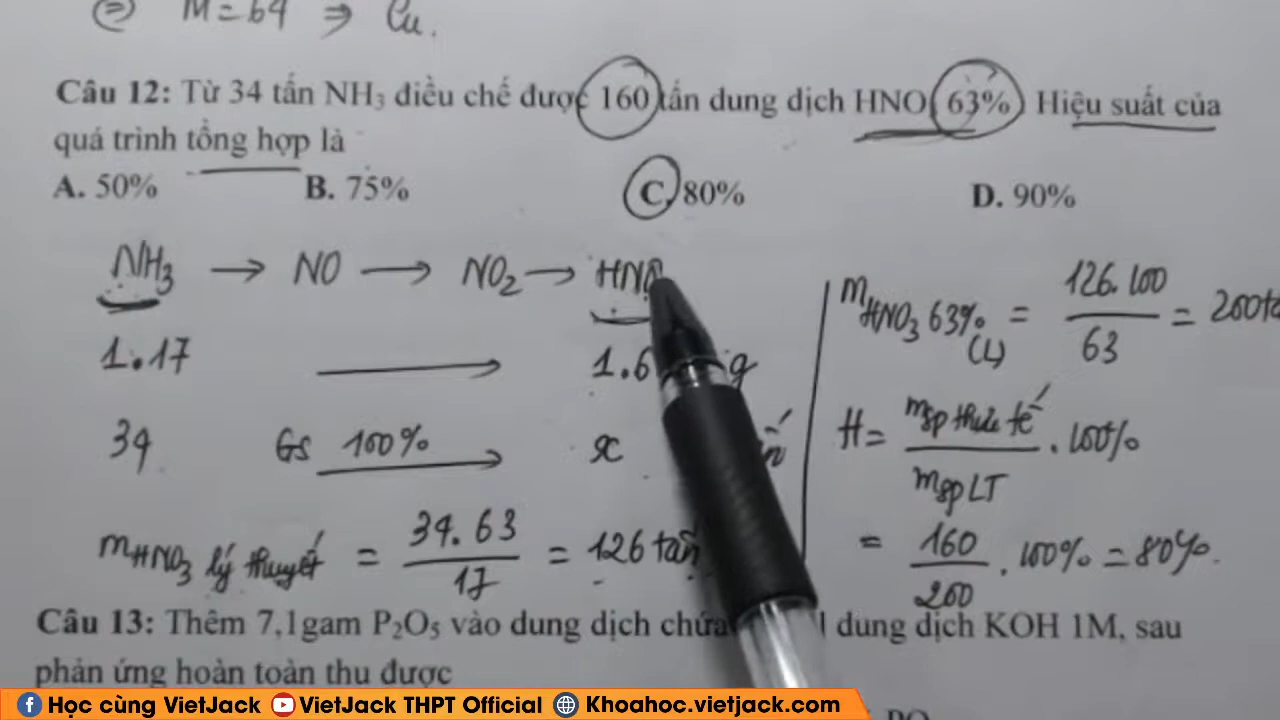 ⇒ M = 64 ⇒ Cu.
Câu 12: Từ 34 tấn NH₃ điều chế được 160 tấn dung dịch HNO 63%. Hiệu suất của
quá trình tổng hợp là
A. 50% B. 75% C. 80% D. 90%
NH₃ → NO → NO₂ → HNO
1.17 → 1.6 g
34 Gs 100% → x
m HNO₃ lý thuyết = 34.63 / 17 = 126 tấn
m HNO₃ 63% (L) = 126.100 / 63 = 200
H = m sp thực tế / m sp LT . 100%
= 160 / 200 . 100% = 80%.
Câu 13: Thêm 7,1gam P₂O₅ vào dung dịch chứa dung dịch KOH 1M, sau
phản ứng hoàn toàn thu được
Học cùng VietJack VietJack THPT Official Khoahoc.vietjack.com